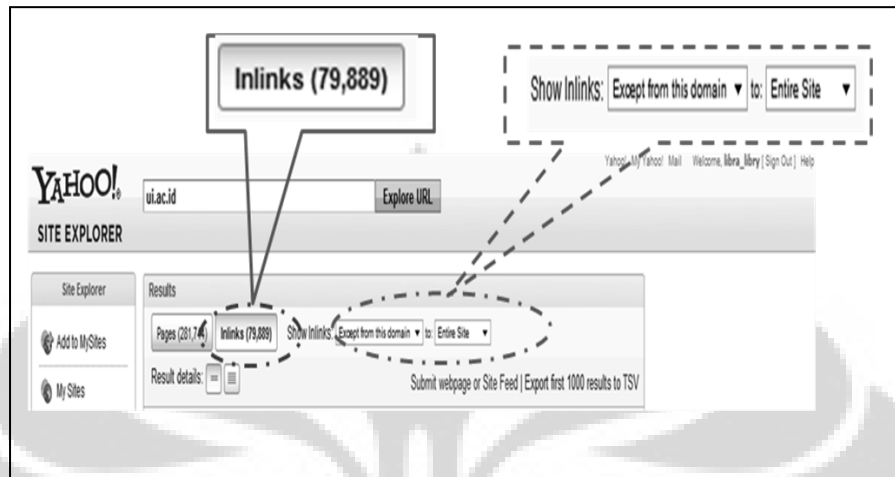 Inlinks (79,889)
Show Inlinks: Except from this domain ▼ to: Entire Site ▼
Yahoo! My Yahoo! Mail Welcome, libra_libry [ Sign Out ] Help
YAHOO!
ui.ac.id Explore URL
SITE EXPLORER
Site Explorer
Results
Add to MySites
Pages Inlinks (79,889) Show Inlinks: Except from this domain ▼ to: Entire Site ▼
Result details:
Submit webpage or Site Feed | Export first 1000 results to TSV
My Sites